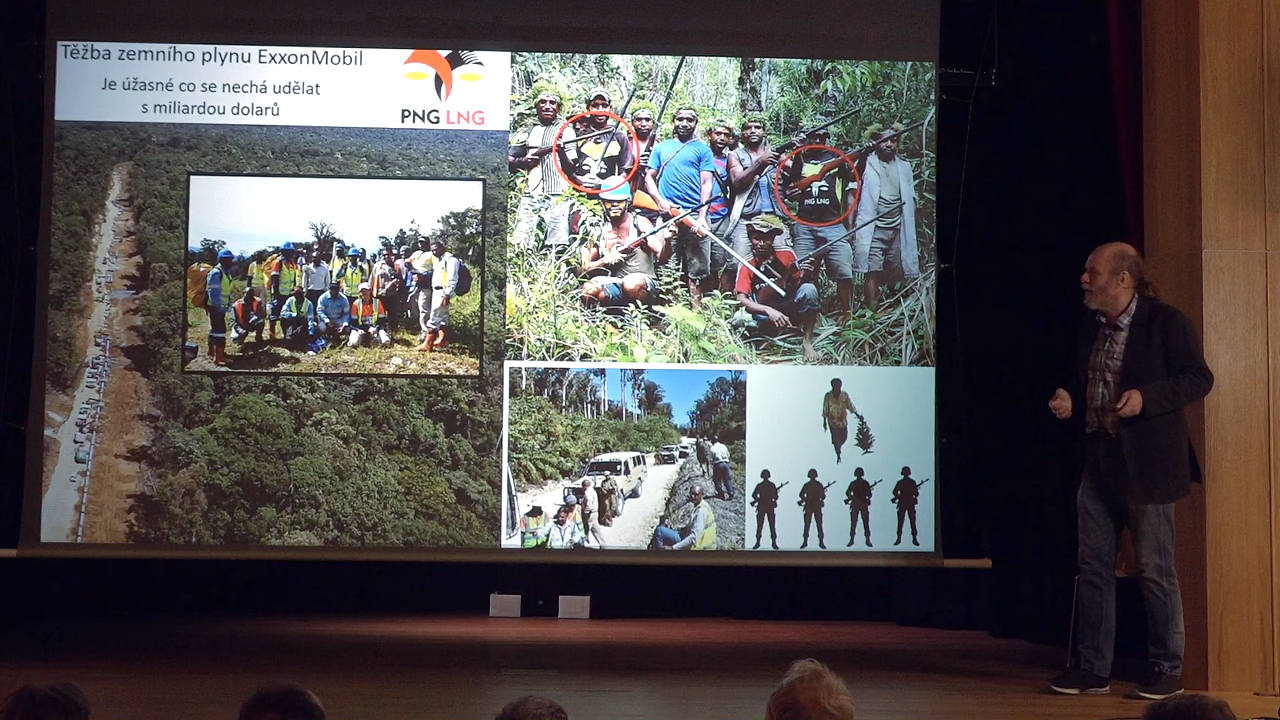 Těžba zemního plynu ExxonMobil
Je úžasné co se nechá udělat
s miliardou dolarů
PNG LNG
PNG LNG